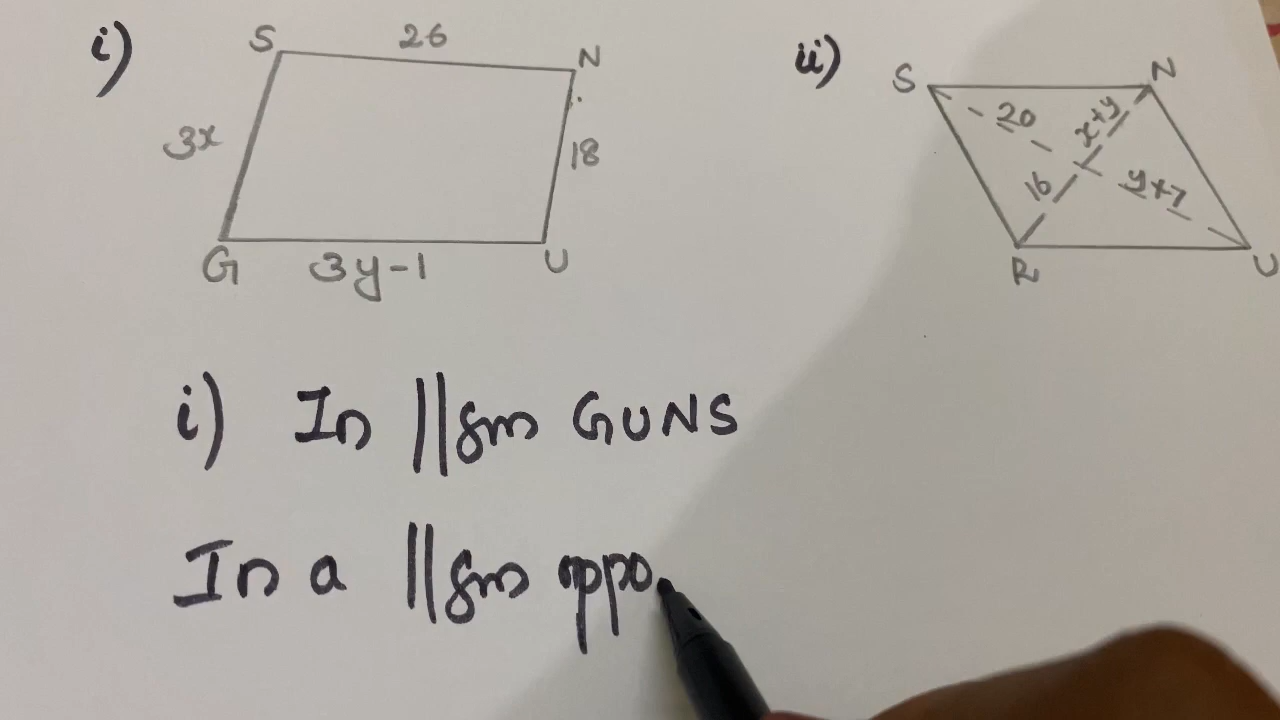 i) S 26 N
3x 18
G 3y-1 U
ii) S N
20 x+y
16 y+7
R U
i) In ||gm GUNS
In a ||gm oppo